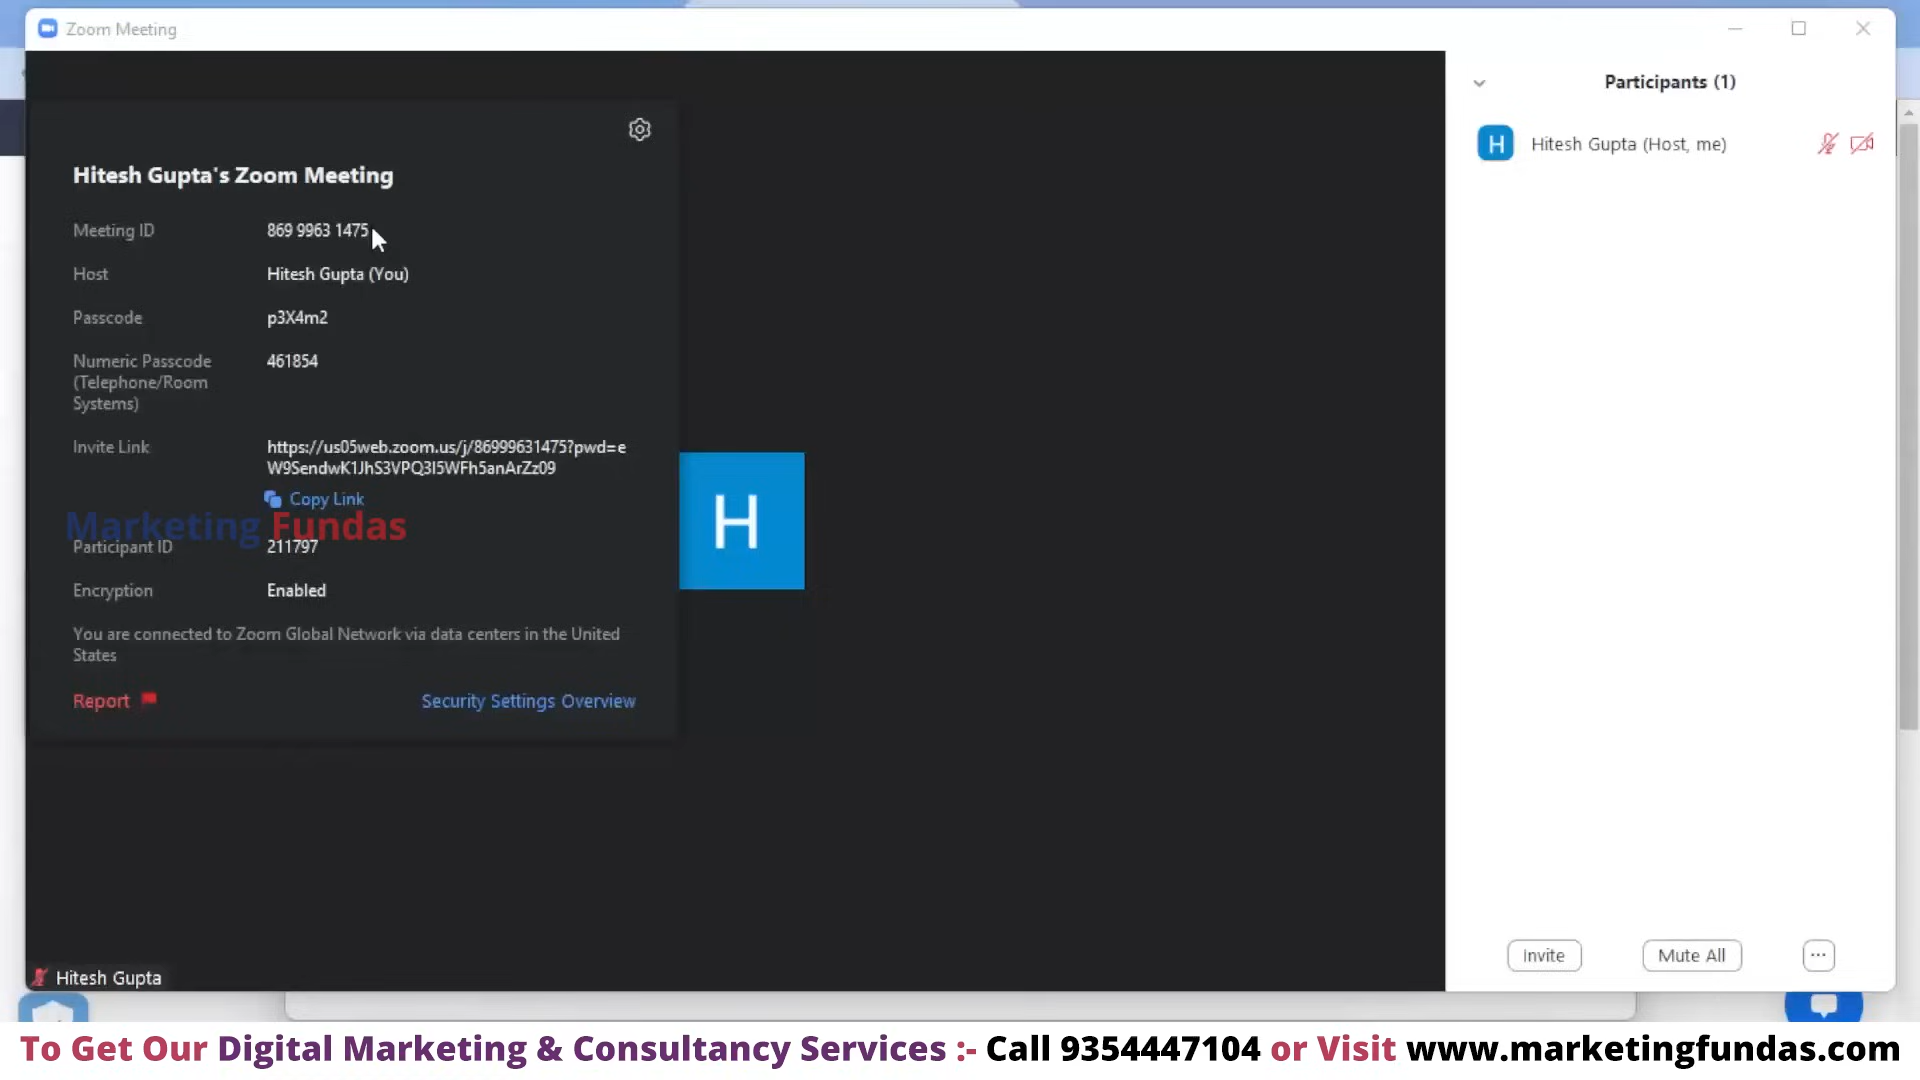 Zoom Meeting
Participants (1)
H
Hitesh Gupta (Host, me)
Hitesh Gupta's Zoom Meeting
Meeting ID 869 9963 1475
Host Hitesh Gupta (You)
Passcode p3X4m2
Numeric Passcode 461854
(Telephone/Room
Systems)
Invite Link https://us05web.zoom.us/j/86999631475?pwd=e
W9SendwK1JhS3VPQ3I5WFh5anArZz09
Copy Link
Marketing Fundas
Participant ID 211797
Encryption Enabled
You are connected to Zoom Global Network via data centers in the United
States
Report Security Settings Overview
H
Hitesh Gupta
Invite Mute All ...
To Get Our Digital Marketing & Consultancy Services :- Call 9354447104 or Visit www.marketingfundas.com